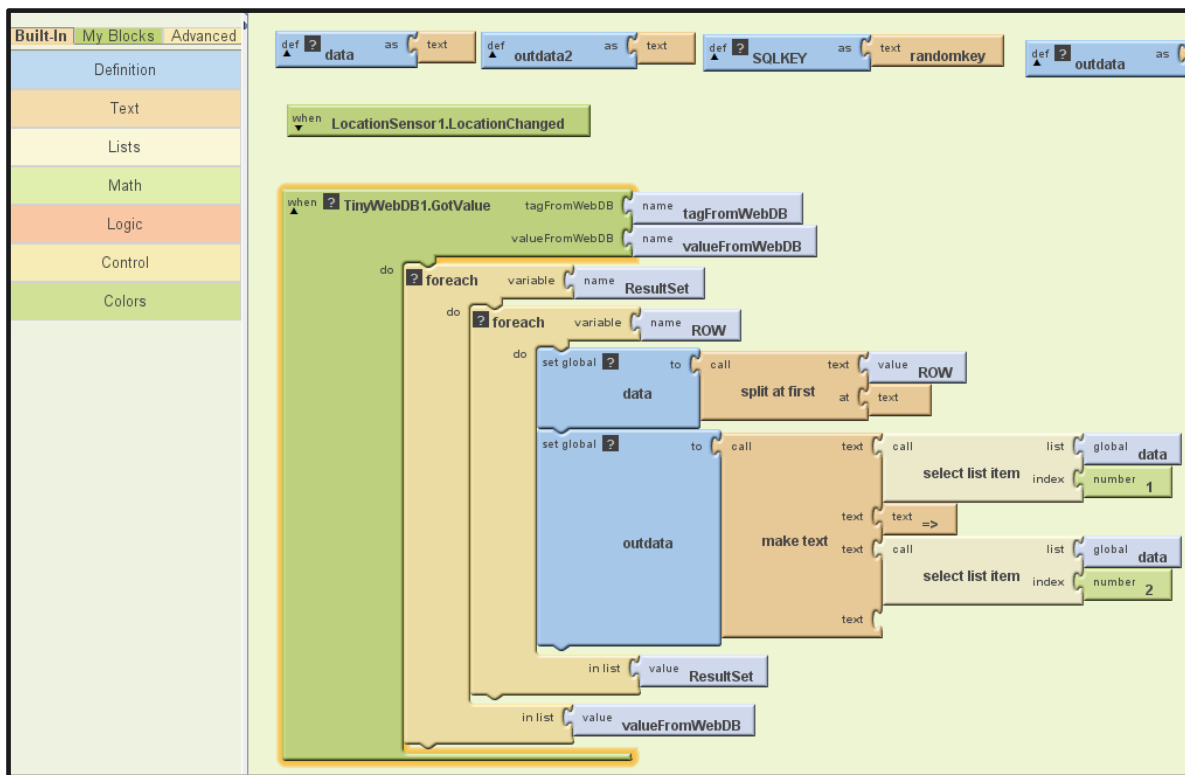 Built-In My Blocks Advanced
Definition
Text
Lists
Math
Logic
Control
Colors
def ? data as text
def ? outdata2 as text
def ? SQLKEY as text randomkey
def ? outdata as
when LocationSensor1.LocationChanged
when ? TinyWebDB1.GotValue tagFromWebDB name tagFromWebDB
valueFromWebDB name valueFromWebDB
do ? foreach variable name ResultSet
do ? foreach variable name ROW
do set global ? data to call split at first text value ROW
at text
set global ? outdata to call make text text call select list item list global data
index number 1
text text =>
text call select list item list global data
index number 2
text
in list value ResultSet
in list value valueFromWebDB